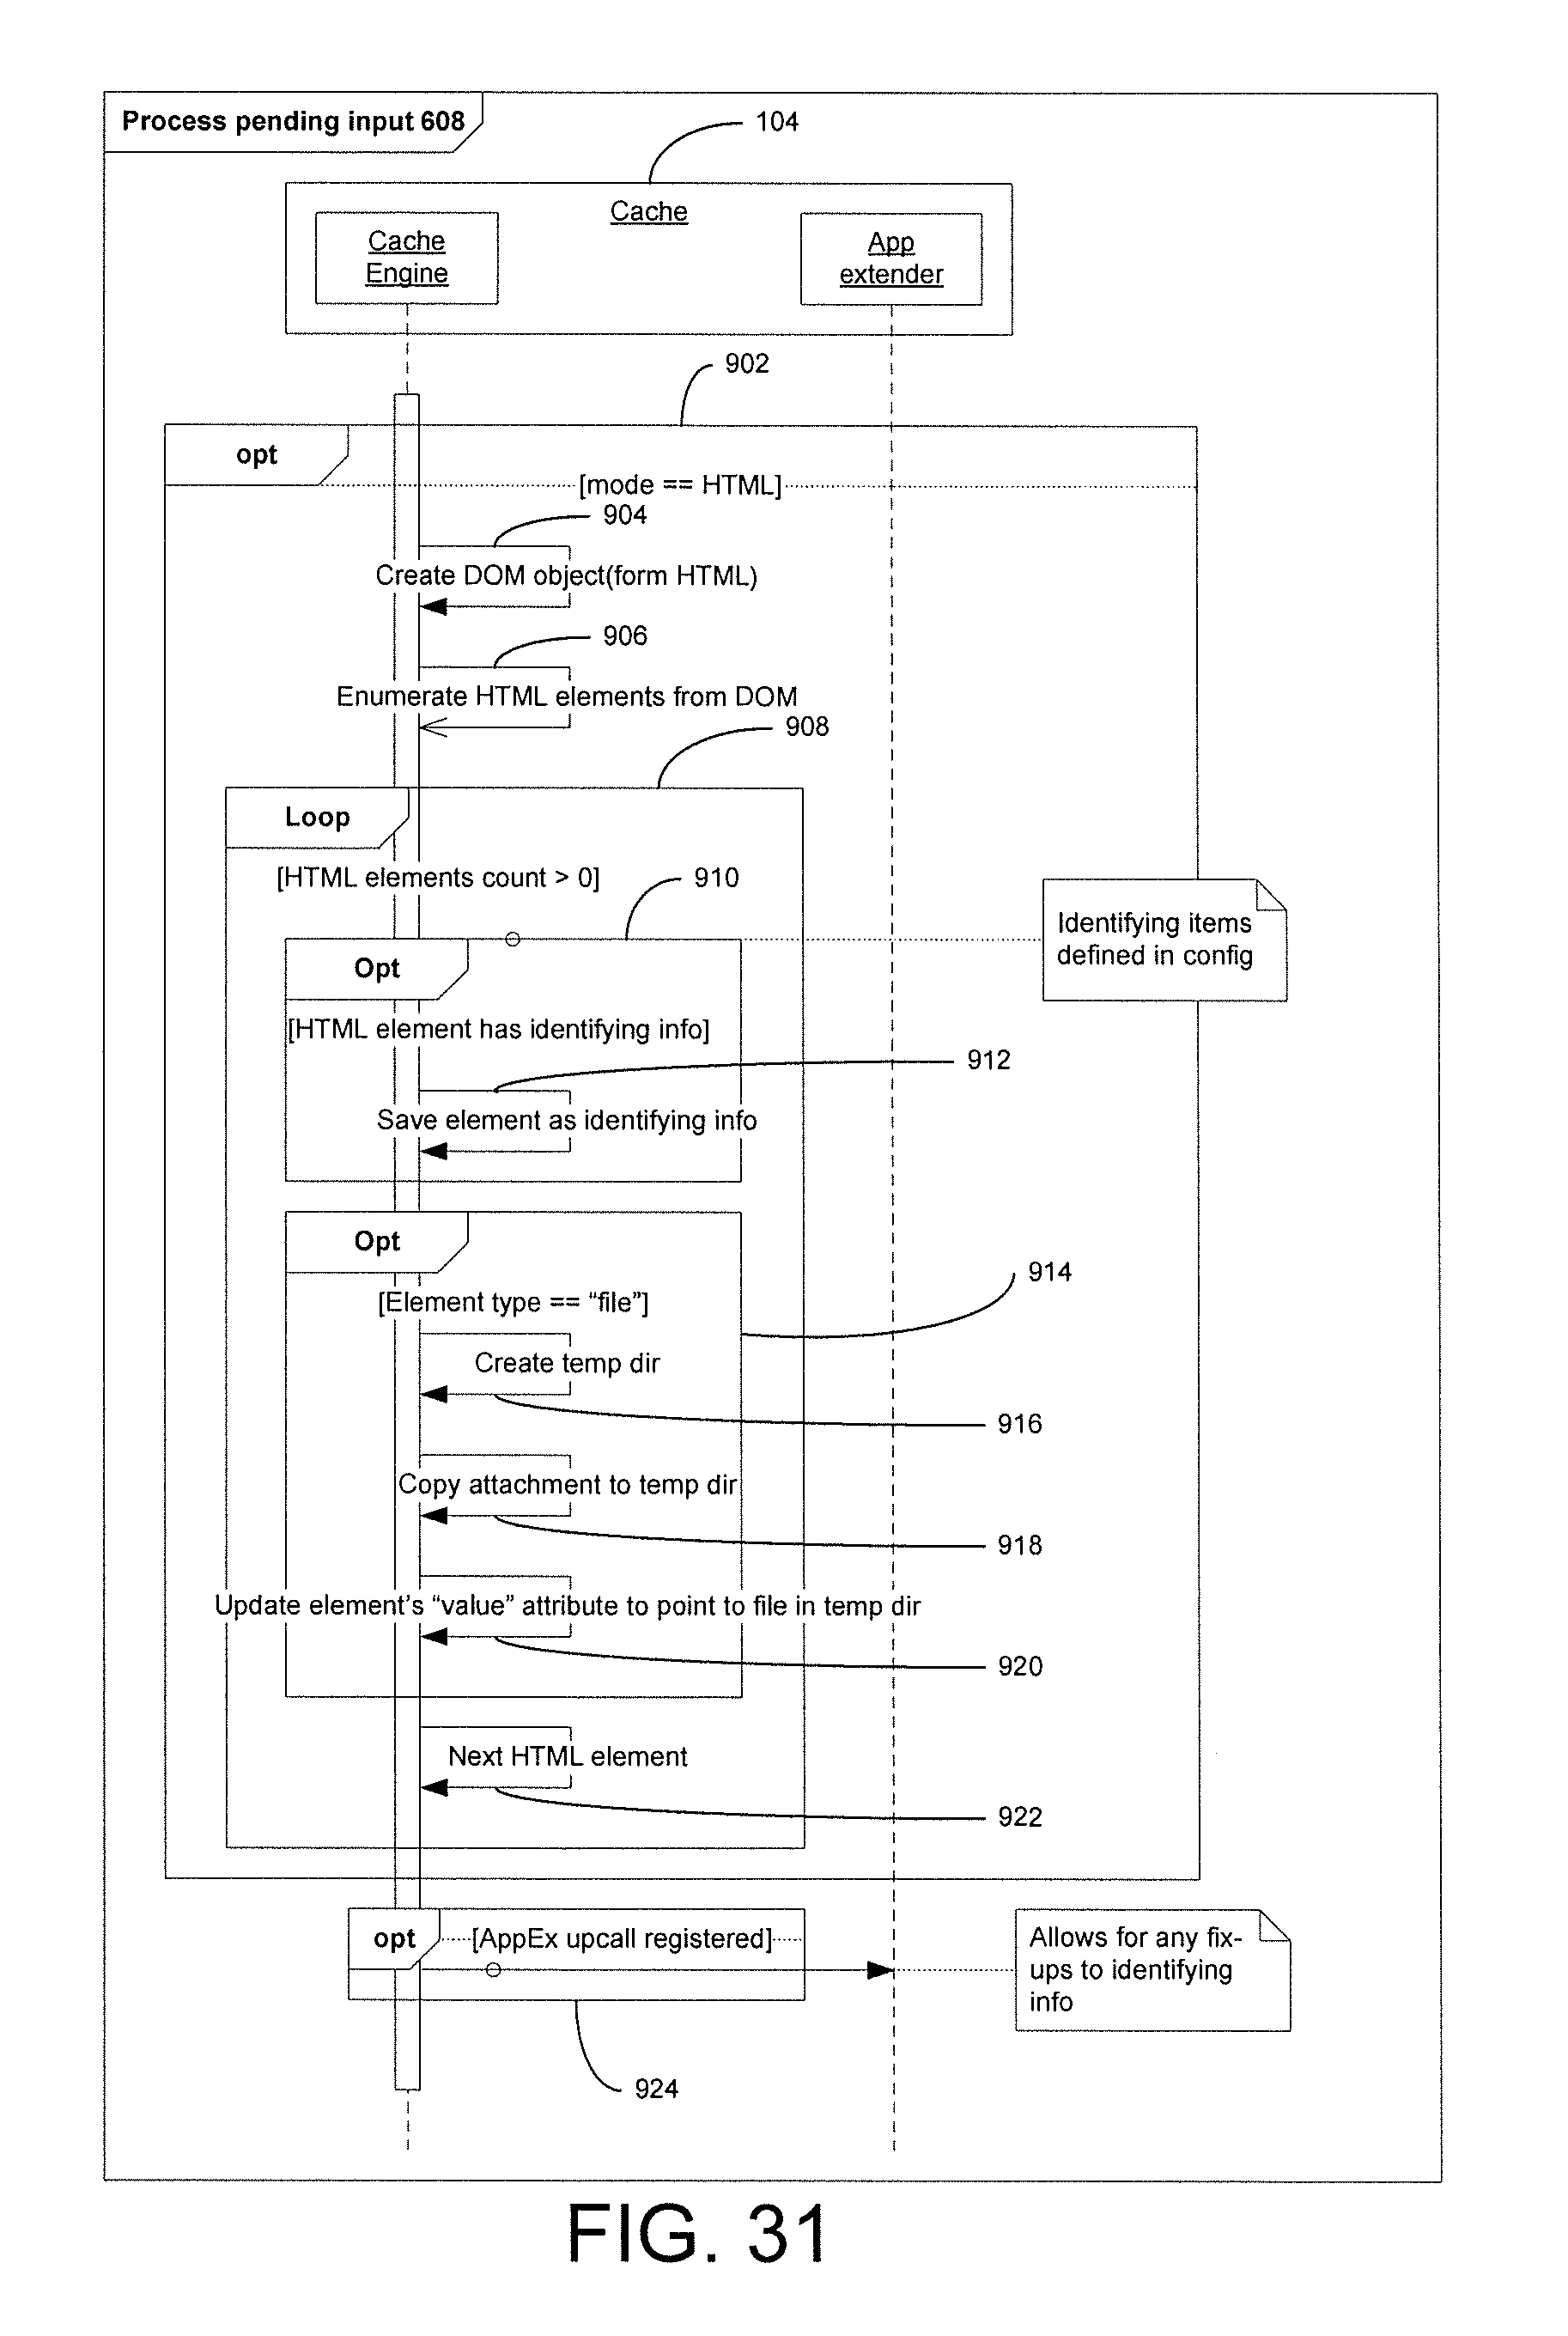 Process pending input 608
104
Cache
Cache
Engine
App
extender
902
opt
[mode == HTML]
904
Create DOM object(form HTML)
906
Enumerate HTML elements from DOM
908
Loop
[HTML elements count > 0]
910
Identifying items
defined in config
Opt
[HTML element has identifying info]
912
Save element as identifying info
Opt
914
[Element type == “file”]
Create temp dir
916
Copy attachment to temp dir
918
Update element’s “value” attribute to point to file in temp dir
920
Next HTML element
922
opt
[AppEx upcall registered]
Allows for any fix-
ups to identifying
info
924
FIG. 31